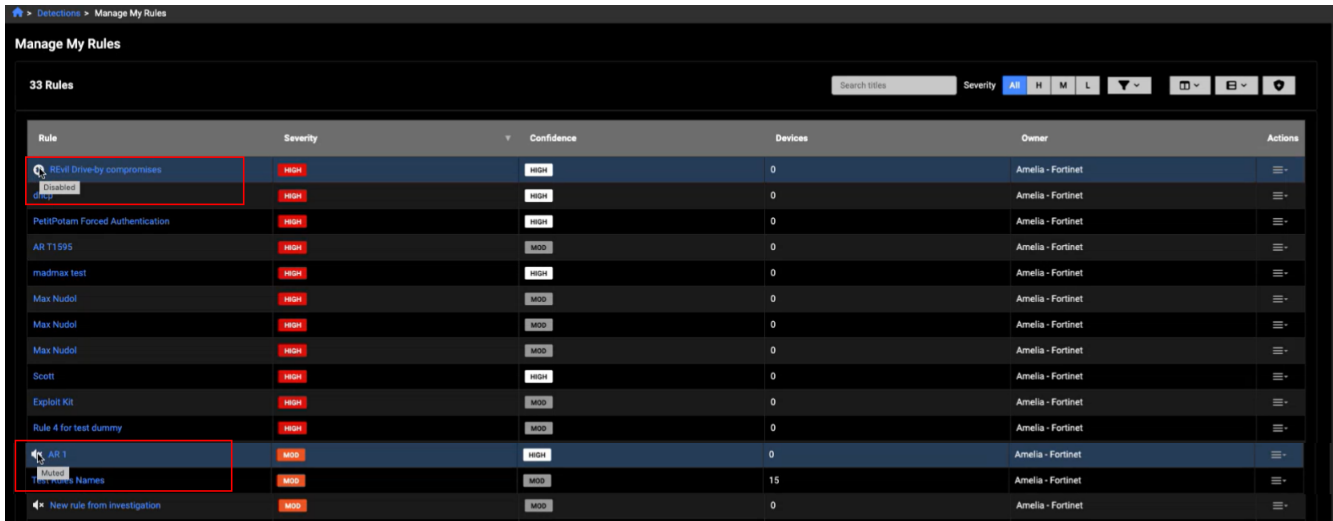 > Detections > Manage My Rules
Manage My Rules
33 Rules Search titles Severity All H M L
Rule Severity Confidence Devices Owner Actions
REvil Drive-by compromises HIGH HIGH 0 Amelia - Fortinet
Disabled
dhcp HIGH HIGH 0 Amelia - Fortinet
PetitPotam Forced Authentication HIGH HIGH 0 Amelia - Fortinet
AR T1595 HIGH MOD 0 Amelia - Fortinet
madmax test HIGH HIGH 0 Amelia - Fortinet
Max Nudol HIGH MOD 0 Amelia - Fortinet
Max Nudol HIGH MOD 0 Amelia - Fortinet
Max Nudol HIGH MOD 0 Amelia - Fortinet
Scott HIGH HIGH 0 Amelia - Fortinet
Exploit Kit HIGH MOD 0 Amelia - Fortinet
Rule 4 for test dummy HIGH MOD 0 Amelia - Fortinet
AR 1 MOD HIGH 0 Amelia - Fortinet
Muted
Test Rules Names MOD MOD 15 Amelia - Fortinet
New rule from investigation MOD MOD 0 Amelia - Fortinet